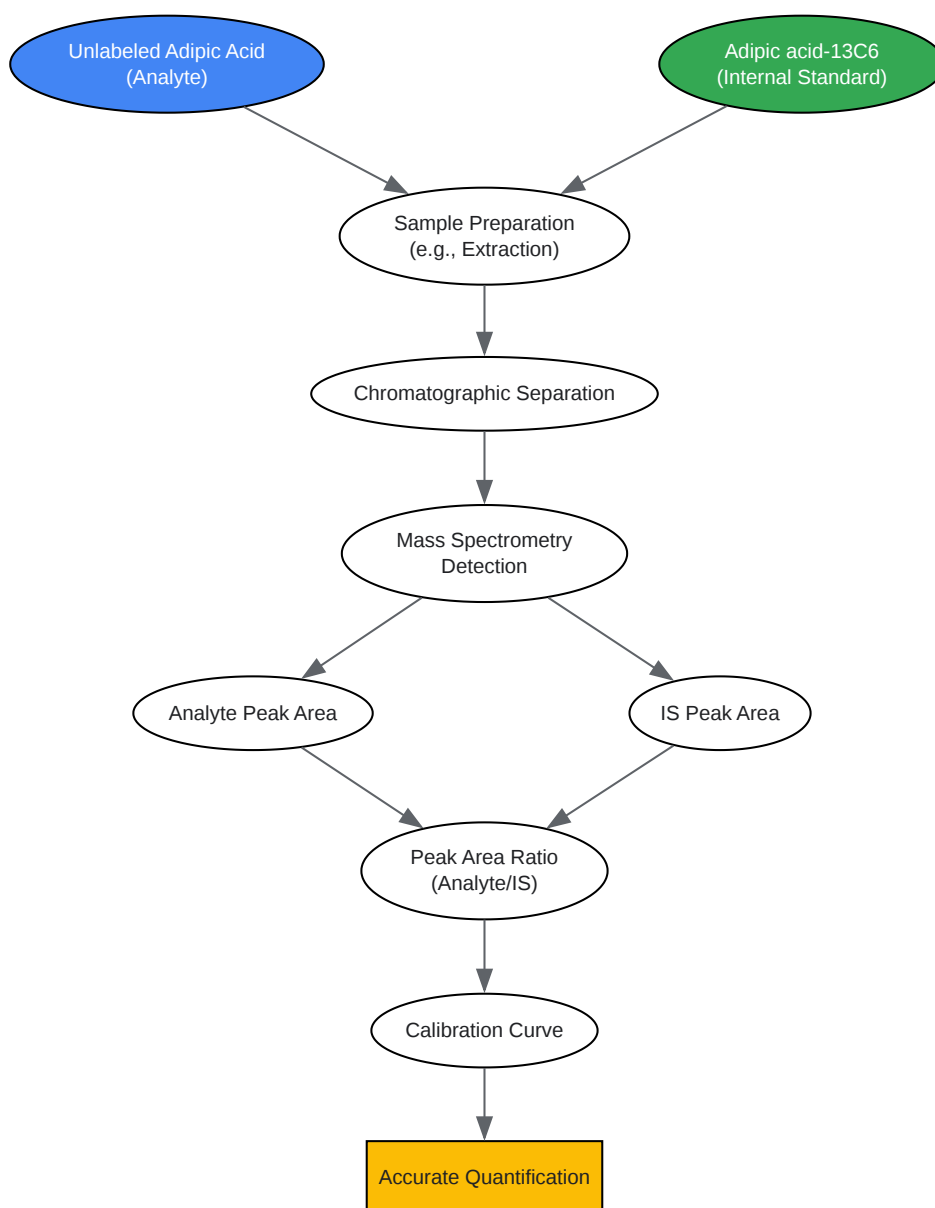 Unlabeled Adipic Acid
(Analyte)
Adipic acid-13C6
(Internal Standard)
Sample Preparation
(e.g., Extraction)
Chromatographic Separation
Mass Spectrometry
Detection
Analyte Peak Area
IS Peak Area
Peak Area Ratio
(Analyte/IS)
Calibration Curve
Accurate Quantification